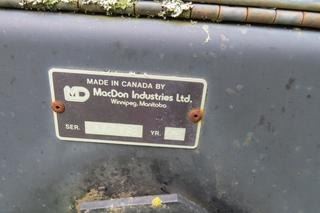 MD
MADE IN CANADA BY
MacDon Industries Ltd.
Winnipeg, Manitoba
SER.
YR.